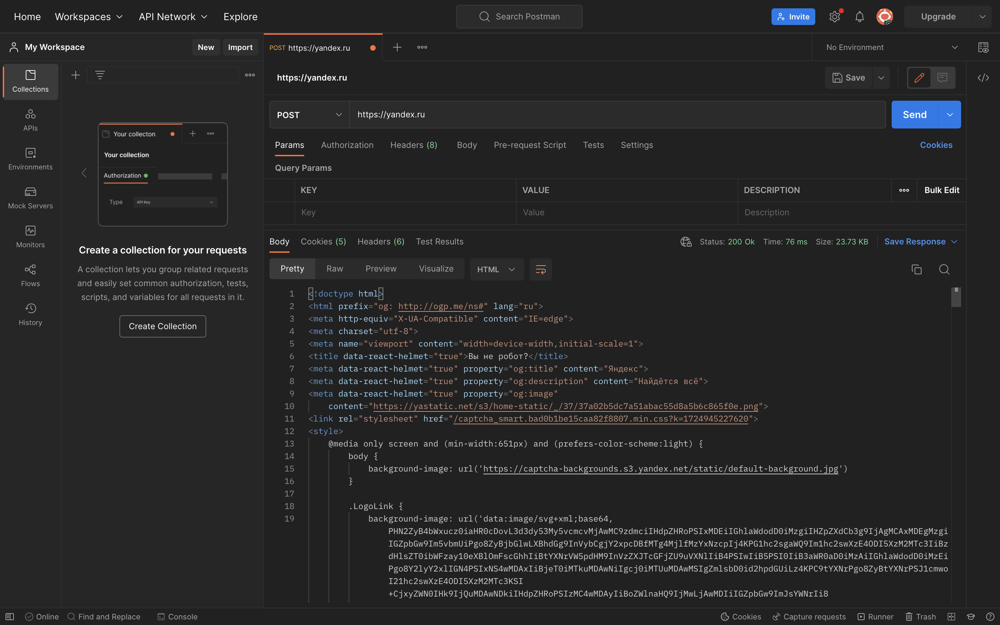 Home Workspaces API Network Explore Search Postman Invite Upgrade
My Workspace New Import POST https://yandex.ru No Environment
Collections
APIs
Environments
Mock Servers
Monitors
Flows
History
Your collecton
Your collection
Authorization
Type API Key
Create a collection for your requests
A collection lets you group related requests
and easily set common authorization, tests,
scripts, and variables for all requests in it.
Create Collection
https://yandex.ru Save
POST https://yandex.ru Send
Params Authorization Headers (8) Body Pre-request Script Tests Settings Cookies
Query Params
KEY VALUE DESCRIPTION Bulk Edit
Key Value Description
Body Cookies (5) Headers (6) Test Results Status: 200 Ok Time: 76 ms Size: 23.73 KB Save Response
Pretty Raw Preview Visualize HTML
1 <!doctype html>
2 <html prefix="og: http://ogp.me/ns#" lang="ru">
3 <meta http-equiv="X-UA-Compatible" content="IE=edge">
4 <meta charset="utf-8">
5 <meta name="viewport" content="width=device-width,initial-scale=1">
6 <title data-react-helmet="true">Вы не робот?</title>
7 <meta data-react-helmet="true" property="og:title" content="Яндекс">
8 <meta data-react-helmet="true" property="og:description" content="Найдётся всё">
9 <meta data-react-helmet="true" property="og:image"
10 content="https://yastatic.net/s3/home-static/_/37/37a02b5dc7a51abac55d8a5b6c865f0e.png">
11 <link rel="stylesheet" href="/captcha_smart.bad0b1be15caa82f8807.min.css?k=1724945227620">
12 <style>
13 @media only screen and (min-width:651px) and (prefers-color-scheme:light) {
14 body {
15 background-image: url('https://captcha-backgrounds.s3.yandex.net/static/default-background.jpg')
16 }
17
18 .LogoLink {
19 background-image: url('data:image/svg+xml;base64,
PHN2ZyB4bWxucz0iaHR0cDovL3d3dy53My5vcmcvMjAwMC9zdmciIHdpZHRoPSIxMDEiIGhlaWdodD0iMzgiIHZpZXdCb3g9IjAgMCAxMDEgMzgi
IGZpbGw9Im5vbmUiPgo8ZyBjbGlwLXBhdGg9InVybCgjY2xpcDBfMTg4MjlfMzYxNzcpIj4KPG1hc2sgaWQ9Im1hc2swXzE4ODI5XzM2MTc3IiBz
dHlsZT0ibWFzay10eXBlOmFscGhhIiBtYXNrVW5pdHM9InVzZXJTcGFjZU9uVXNlIiB4PSIwIiB5PSI0IiB3aWR0aD0iMzAiIGhlaWdodD0iMzEi
Pgo8Y2lyY2xlIGN4PSIxNS4wMDAxIiBjeT0iMTkuMDAwNiIgcj0iMTUuMDAwMSIgZmlsbD0id2hpdGUiLz4KPC9tYXNrPgo8ZyBtYXNrPSJ1cmwo
I21hc2swXzE4ODI5XzM2MTc3KSI
+CjxyZWN0IHk9IjQuMDAwNDkiIHdpZHRoPSIzMC4wMDAyIiBoZWlnaHQ9IjMwLjAwMDIiIGZpbGw9ImJsYWNrIi8
Online Find and Replace Console Cookies Capture requests Runner Trash